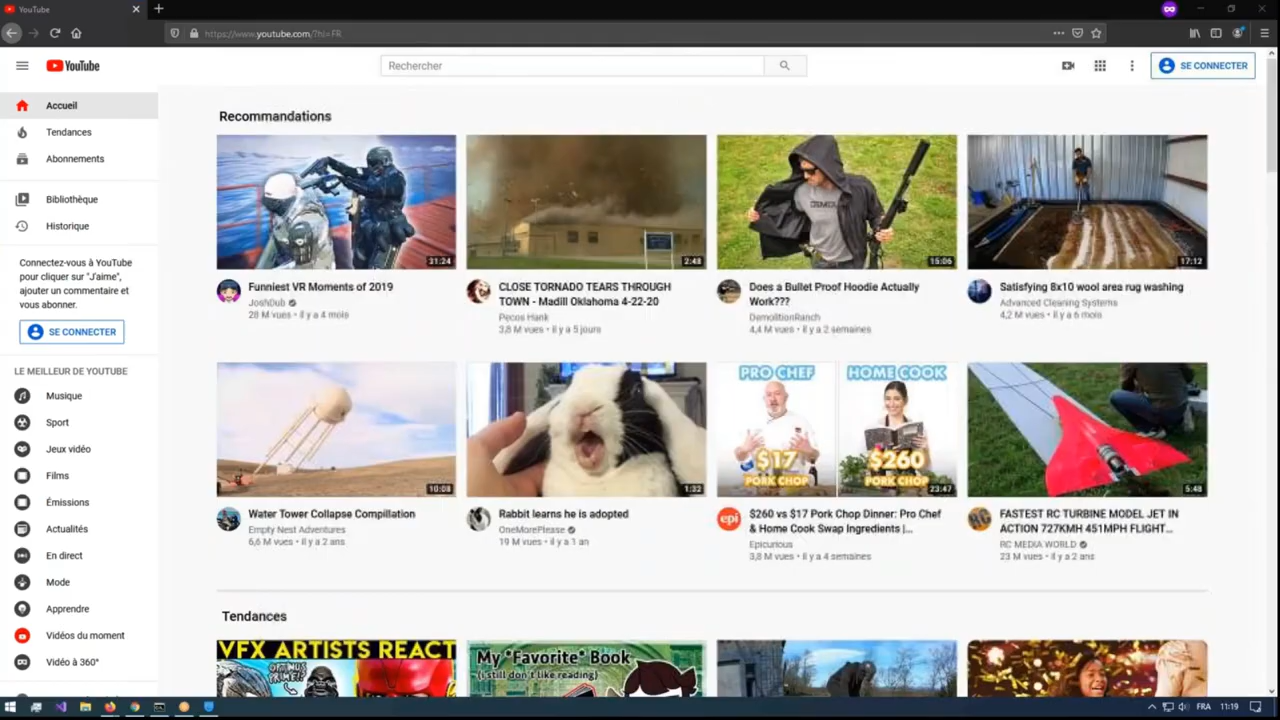 YouTube
https://www.youtube.com/?hl=FR
YouTube
Rechercher
SE CONNECTER
Accueil
Tendances
Abonnements
Bibliothèque
Historique
Connectez-vous à YouTube
pour cliquer sur "J'aime",
ajouter un commentaire et
vous abonner.
SE CONNECTER
LE MEILLEUR DE YOUTUBE
Musique
Sport
Jeux vidéo
Films
Émissions
Actualités
En direct
Mode
Apprendre
Vidéos du moment
Vidéo à 360°
Recommandations
31:24
Funniest VR Moments of 2019
JoshDub
28 M vues • il y a 4 mois
2:48
CLOSE TORNADO TEARS THROUGH
TOWN - Madill Oklahoma 4-22-20
Pecos Hank
3,8 M vues • il y a 5 jours
15:06
Does a Bullet Proof Hoodie Actually
Work???
DemolitionRanch
4,4 M vues • il y a 2 semaines
17:12
Satisfying 8x10 wool area rug washing
Advanced Cleaning Systems
4,2 M vues • il y a 6 mois
10:08
Water Tower Collapse Compillation
Empty Nest Adventures
6,6 M vues • il y a 2 ans
1:32
Rabbit learns he is adopted
OneMorePlease
19 M vues • il y a 1 an
PRO CHEF
HOME COOK
$17
PORK CHOP
$260
PORK CHOP
23:47
epi
$260 vs $17 Pork Chop Dinner: Pro Chef
& Home Cook Swap Ingredients |...
Epicurious
3,8 M vues • il y a 4 semaines
5:48
FASTEST RC TURBINE MODEL JET IN
ACTION 727KMH 451MPH FLIGHT...
RC MEDIA WORLD
23 M vues • il y a 2 ans
Tendances
VFX ARTISTS REACT
OPTIMUS
PRIME!?
My *Favorite* Book
(I still don't like reading)
FRA
11:19